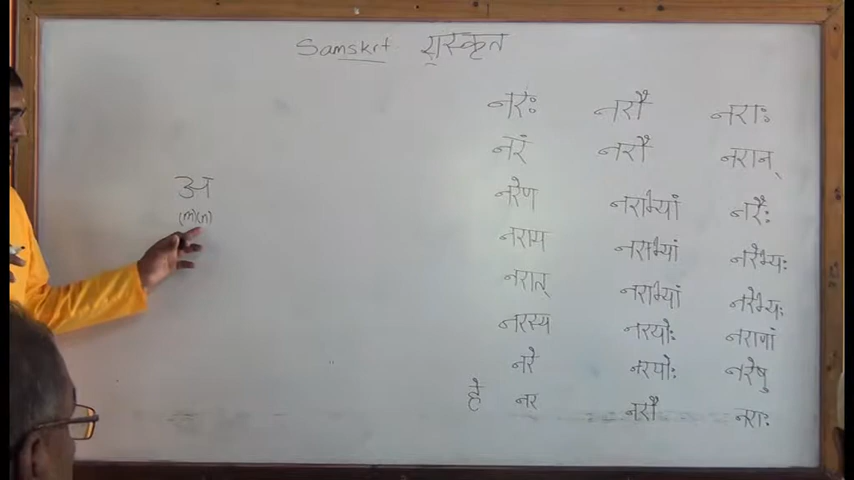 Samskrt संस्कृत
नरः नरौ नराः
नरं नरौ नरान्
नरेण नराभ्यां नरैः
नराय नराभ्यां नरेभ्यः
नरात् नराभ्यां नरेभ्यः
नरस्य नरयोः नराणां
नरे नरयोः नरेषु
हे नर नरौ नराः
अ
(m)(n)